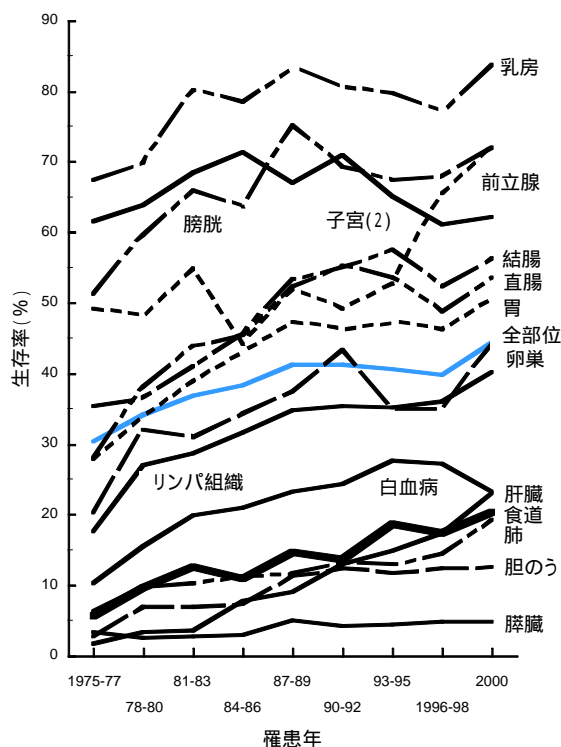 90
80
70
60
50
40
30
20
10
0
生存率(%)
乳房
前立腺
膀胱
子宮(2)
結腸
直腸
胃
全部位
卵巣
リンパ組織
白血病
肝臓
食道
肺
胆のう
膵臓
1975-77
78-80
81-83
84-86
87-89
90-92
93-95
1996-98
2000
罹患年